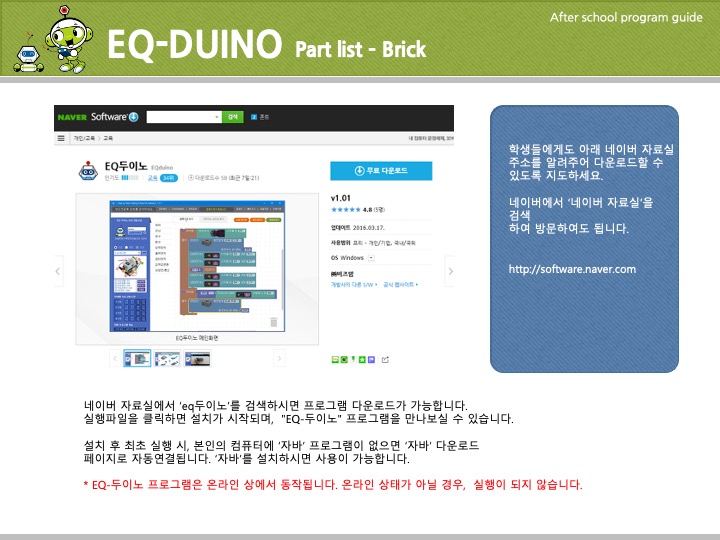 After school program guide
EQ-DUINO Part list - Brick
NAVER Software
검색
폰트
개인/교육 > 교육
EQ두이노 EQduino
인기도
교육 34위
다운로드수 59 (최근 7일:21)
무료 다운로드
v1.01
4.8 (5명)
업데이트 2016.03.17.
사용범위 프리 - 개인/기업, 국내/국외
OS Windows
㈜비즈맘
개발사의 다른 S/W
공식 웹사이트
EQ두이노 메인화면
학생들에게도 아래 네이버 자료실
주소를 알려주어 다운로드할 수
있도록 지도하세요.
네이버에서 ‘네이버 자료실’을
검색
하여 방문하여도 됩니다.
http://software.naver.com
네이버 자료실에서 ‘eq두이노’를 검색하시면 프로그램 다운로드가 가능합니다.
실행파일을 클릭하면 설치가 시작되며, "EQ-두이노" 프로그램을 만나보실 수 있습니다.
설치 후 최초 실행 시, 본인의 컴퓨터에 ‘자바’ 프로그램이 없으면 ‘자바’ 다운로드
페이지로 자동연결됩니다. ‘자바’를 설치하시면 사용이 가능합니다.
* EQ-두이노 프로그램은 온라인 상에서 동작됩니다. 온라인 상태가 아닐 경우, 실행이 되지 않습니다.